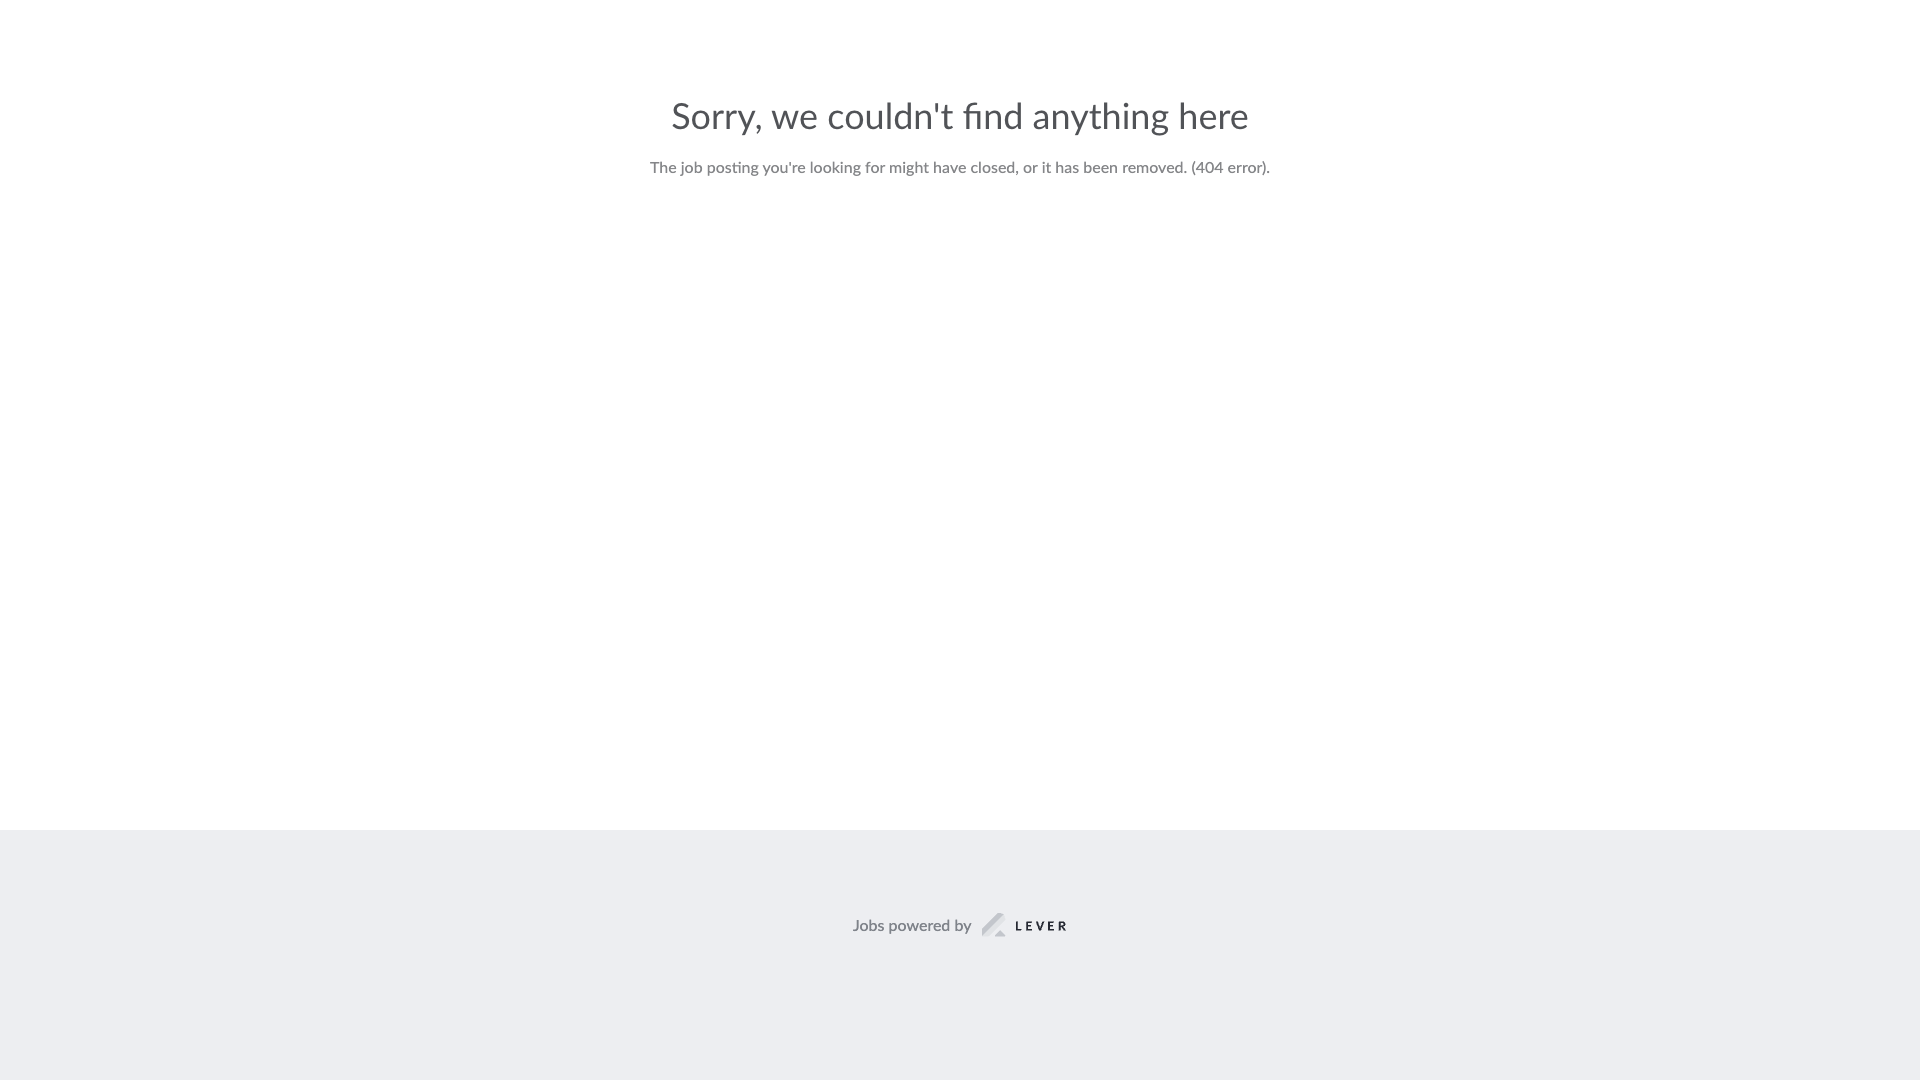 Sorry, we couldn't find anything here
The job posting you're looking for might have closed, or it has been removed. (404 error).
Jobs powered by LEVER